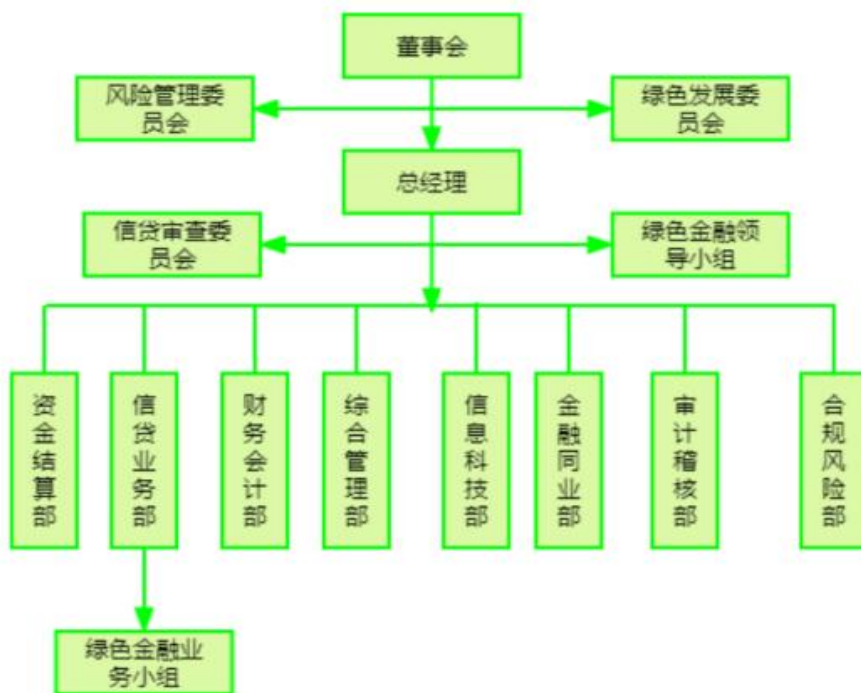 董事会
风险管理委
员会
绿色发展委
员会
总经理
信贷审查委
员会
绿色金融领
导小组
资金结算部
信贷业务部
财务会计部
综合管理部
信息科技部
金融同业部
审计稽核部
合规风险部
绿色金融业
务小组